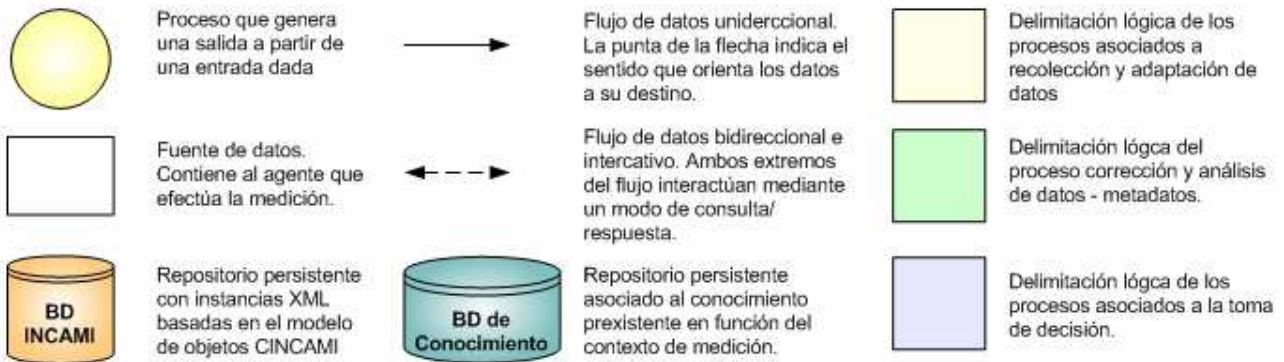 Proceso que genera
una salida a partir de
una entrada dada
Flujo de datos uniderccional.
La punta de la flecha indica el
sentido que orienta los datos
a su destino.
Delimitación lógica de los
procesos asociados a
recolección y adaptación de
datos
Fuente de datos.
Contiene al agente que
efectúa la medición.
Flujo de datos bidireccional e
intercativo. Ambos extremos
del flujo interactúan mediante
un modo de consulta/
respuesta.
Delimitación lógca del
proceso corrección y análisis
de datos - metadatos.
BD
INCAMI
Repositorio persistente
con instancias XML
basadas en el modelo
de objetos CINCAMI
BD de
Conocimiento
Repositorio persistente
asociado al conocimiento
prexistente en función del
contexto de medición.
Delimitación lógca de los
procesos asociados a la toma
de decisión.